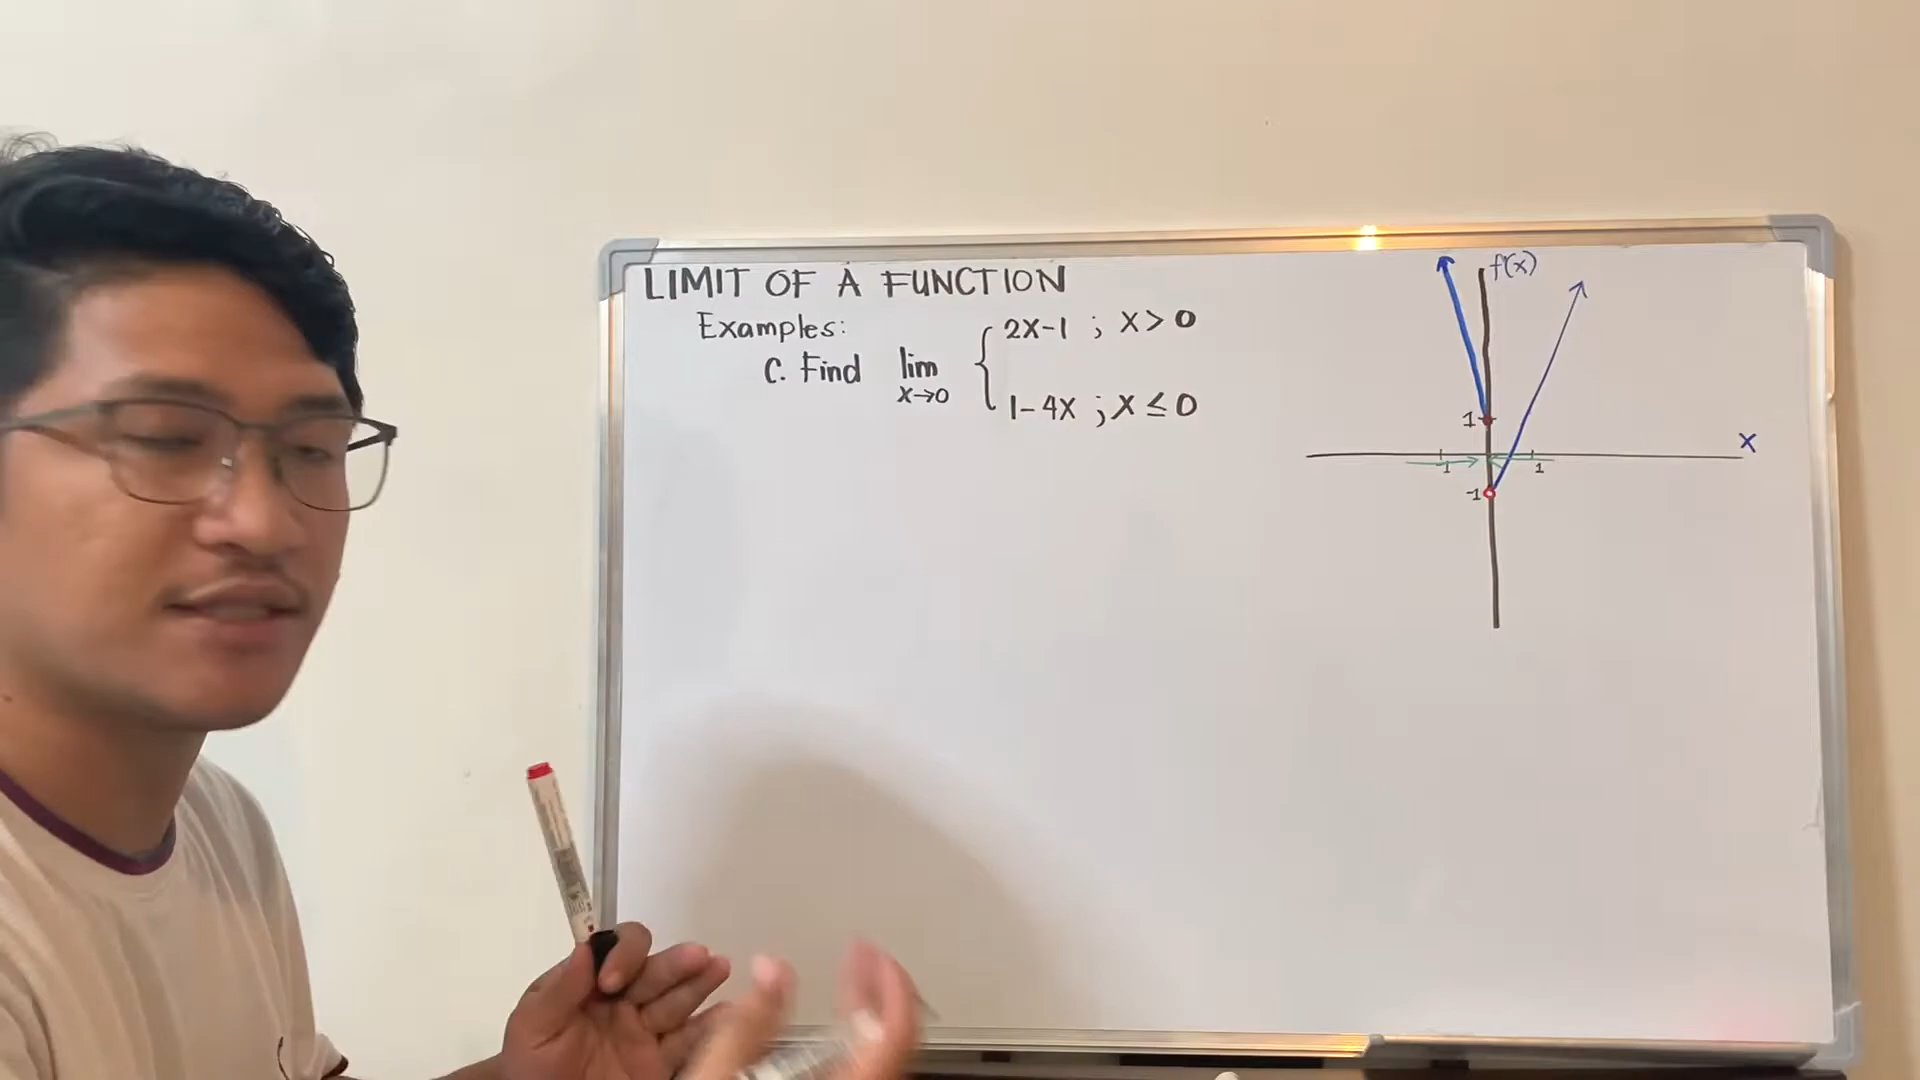 LIMIT OF A FUNCTION
Examples:
C. Find lim x→0 { 2x-1 ; x > 0
1-4x ; x ≤ 0
f(x)
1
x
1 1
-1